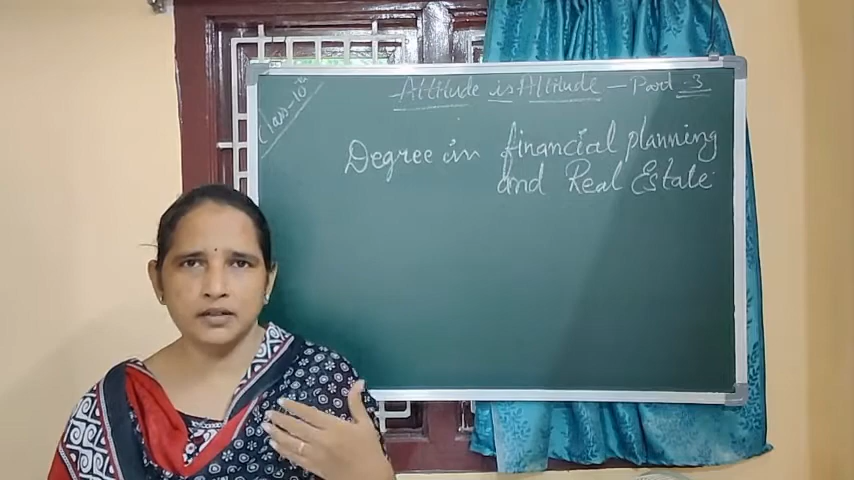 Class-10th
Attitude is Altitude - Part - 3
Degree in financial planning
and Real Estate.